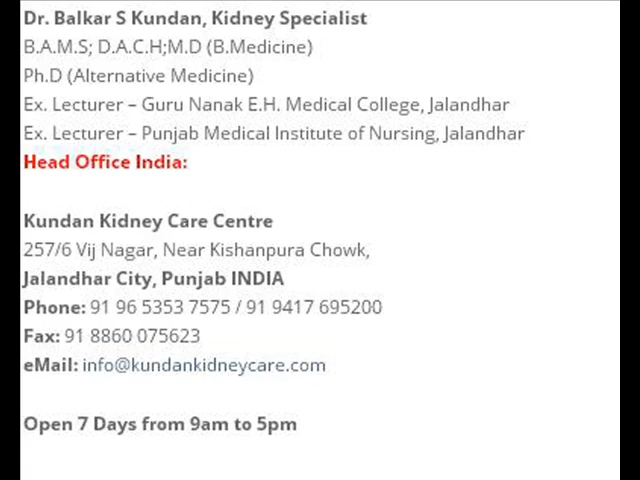 Dr. Balkar S Kundan, Kidney Specialist
B.A.M.S; D.A.C.H;M.D (B.Medicine)
Ph.D (Alternative Medicine)
Ex. Lecturer – Guru Nanak E.H. Medical College, Jalandhar
Ex. Lecturer – Punjab Medical Institute of Nursing, Jalandhar
Head Office India:
Kundan Kidney Care Centre
257/6 Vij Nagar, Near Kishanpura Chowk,
Jalandhar City, Punjab INDIA
Phone: 91 96 5353 7575 / 91 9417 695200
Fax: 91 8860 075623
eMail: info@kundankidneycare.com
Open 7 Days from 9am to 5pm